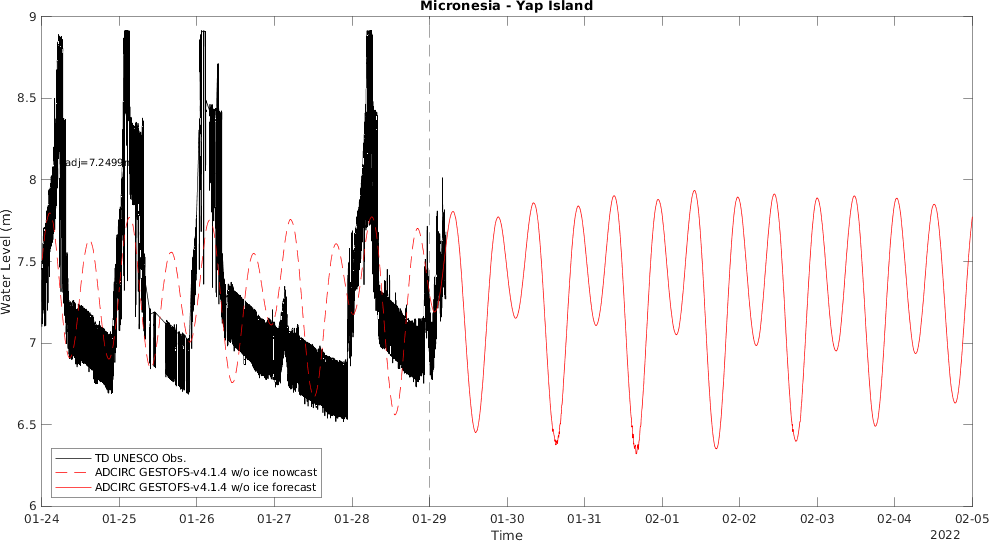 Micronesia - Yap Island
9
8.5
8
7.5
7
6.5
6
Water Level (m)
adj=7.2499
TD UNESCO Obs.
ADCIRC GESTOFS-v4.1.4 w/o ice nowcast
ADCIRC GESTOFS-v4.1.4 w/o ice forecast
01-24 01-25 01-26 01-27 01-28 01-29 01-30 01-31 02-01 02-02 02-03 02-04 02-05
Time
2022